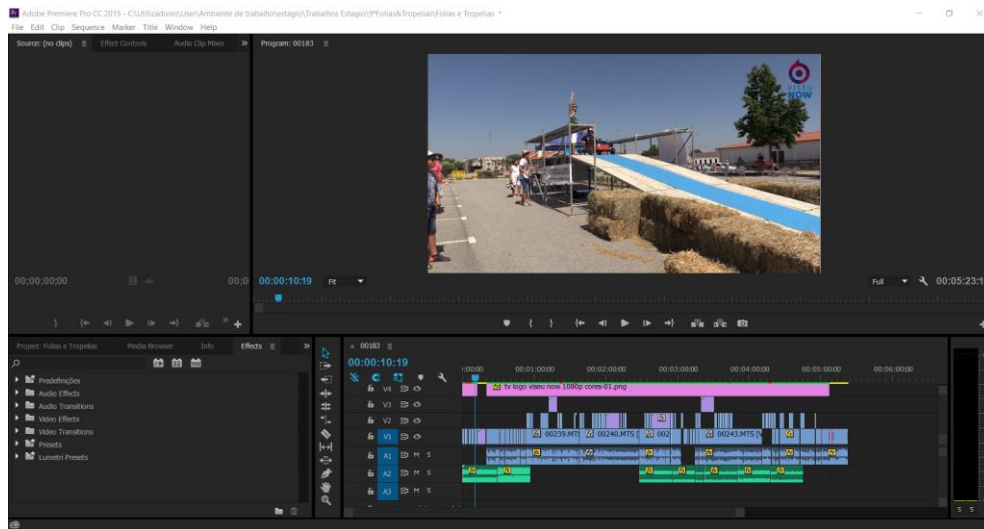 Adobe Premiere Pro CC 2015 - C:\Utilizadores\User\Ambiente de trabalho\estagio\Trabalhos Estagio\3ªFolias&Tropelias\Folias e Tropelias *
File Edit Clip Sequence Marker Title Window Help
Source: (no clips) Effect Controls Audio Clip Mixer
Program: 00183
VISEU
NOW
00;00;00;00
00:00:10:19 Fit Full 00:05:23:1
Project: Folias e Tropelias Media Browser Info Effects
Predefinições
Audio Effects
Audio Transitions
Video Effects
Video Transitions
Presets
Lumetri Presets
× 00183
00:00:10:19
00:01:00:00 00:02:00:00 00:03:00:00 00:04:00:00 00:05:00:00 00:06:00:00
V4 fx tv logo viseu now 1080p cores-01.png
V3
V2
V1 00239.MTS 00240.MTS [ 002 00243.MTS [V
A1 M S
A2 M S
A3 M S
S S